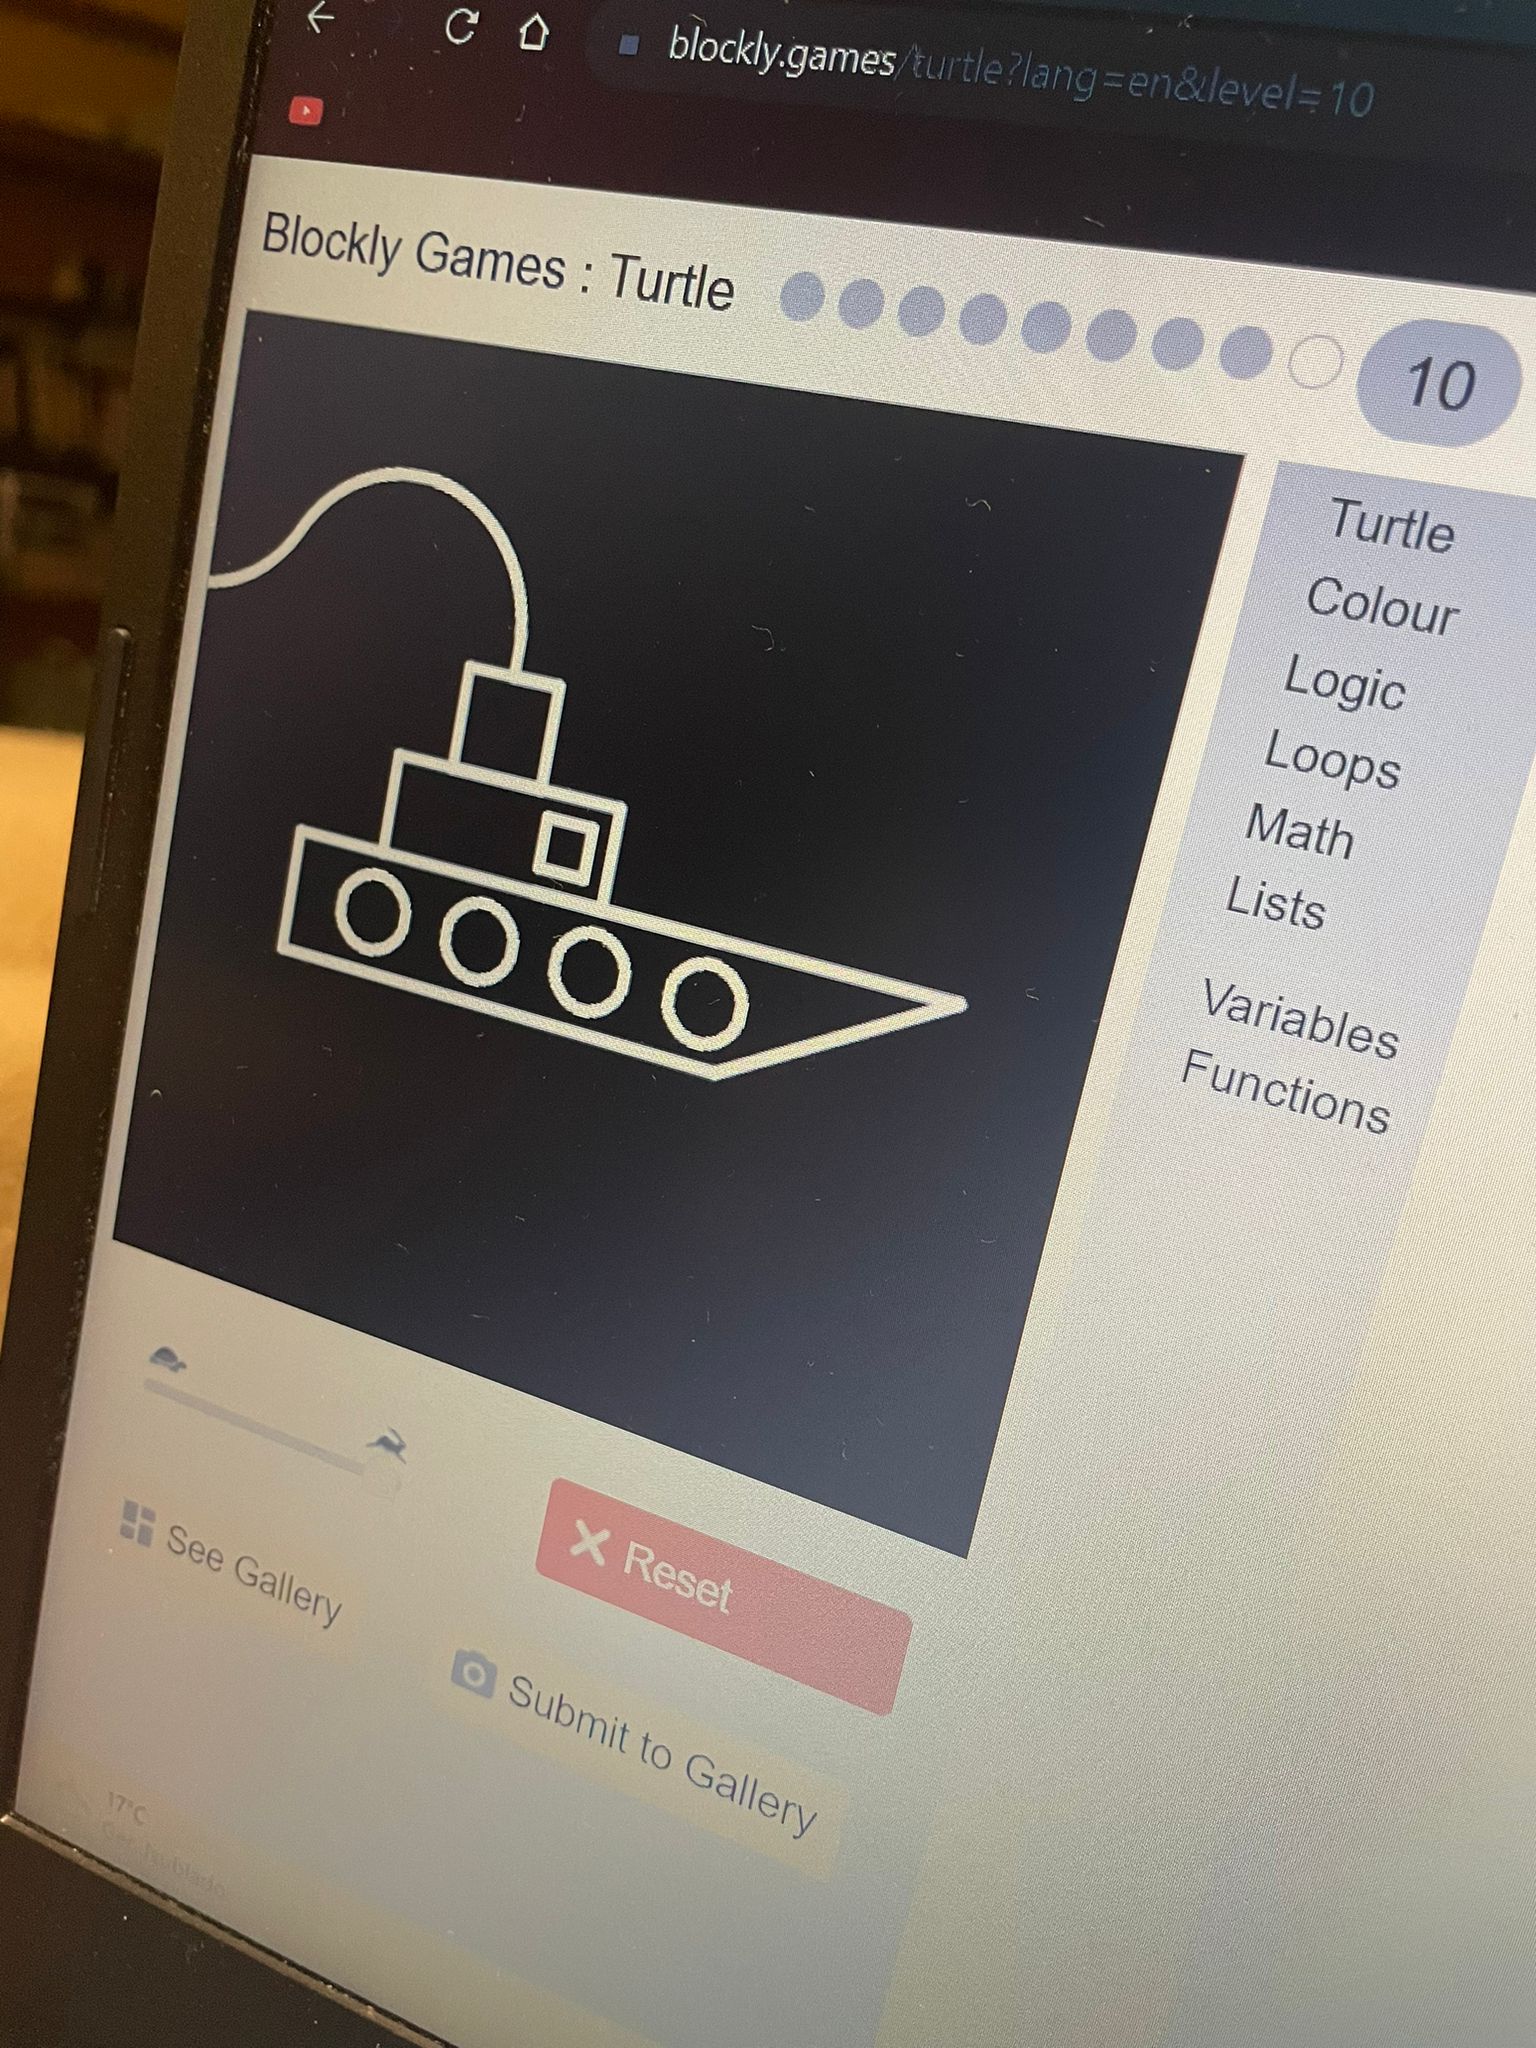 blockly.games/turtle?lang=en&level=10
Blockly Games : Turtle
10
Turtle
Colour
Logic
Loops
Math
Lists
Variables
Functions
Reset
See Gallery
Submit to Gallery
17°C